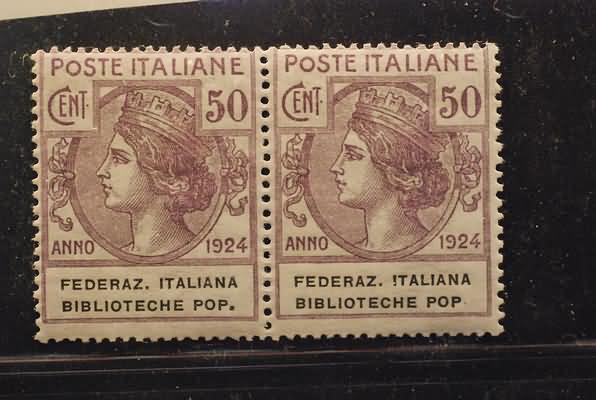 POSTE ITALIANE
CENT. 50
ANNO 1924
FEDERAZ. ITALIANA
BIBLIOTECHE POP.
POSTE ITALIANE
CENT. 50
ANNO 1924
FEDERAZ. ITALIANA
BIBLIOTECHE POP